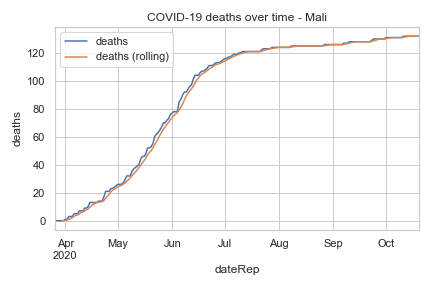 COVID-19 deaths over time - Mali
deaths
deaths (rolling)
deaths
120
100
80
60
40
20
0
Apr May Jun Jul Aug Sep Oct
2020
dateRep